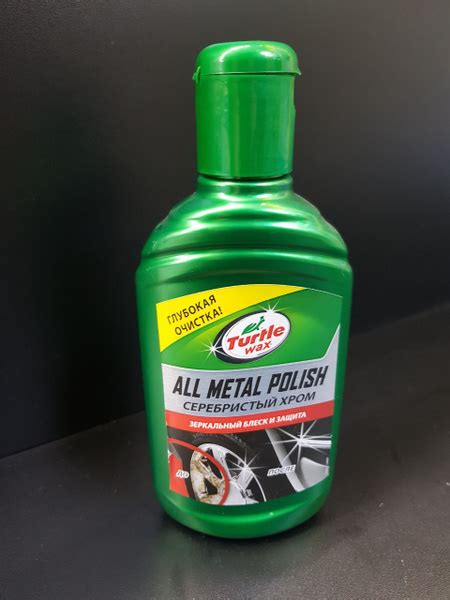 ГЛУБОКАЯ
ОЧИСТКА!
Turtle
wax
ALL METAL POLISH
СЕРЕБРИСТЫЙ ХРОМ
ЗЕРКАЛЬНЫЙ БЛЕСК И ЗАЩИТА
ДО
ПОСЛЕ